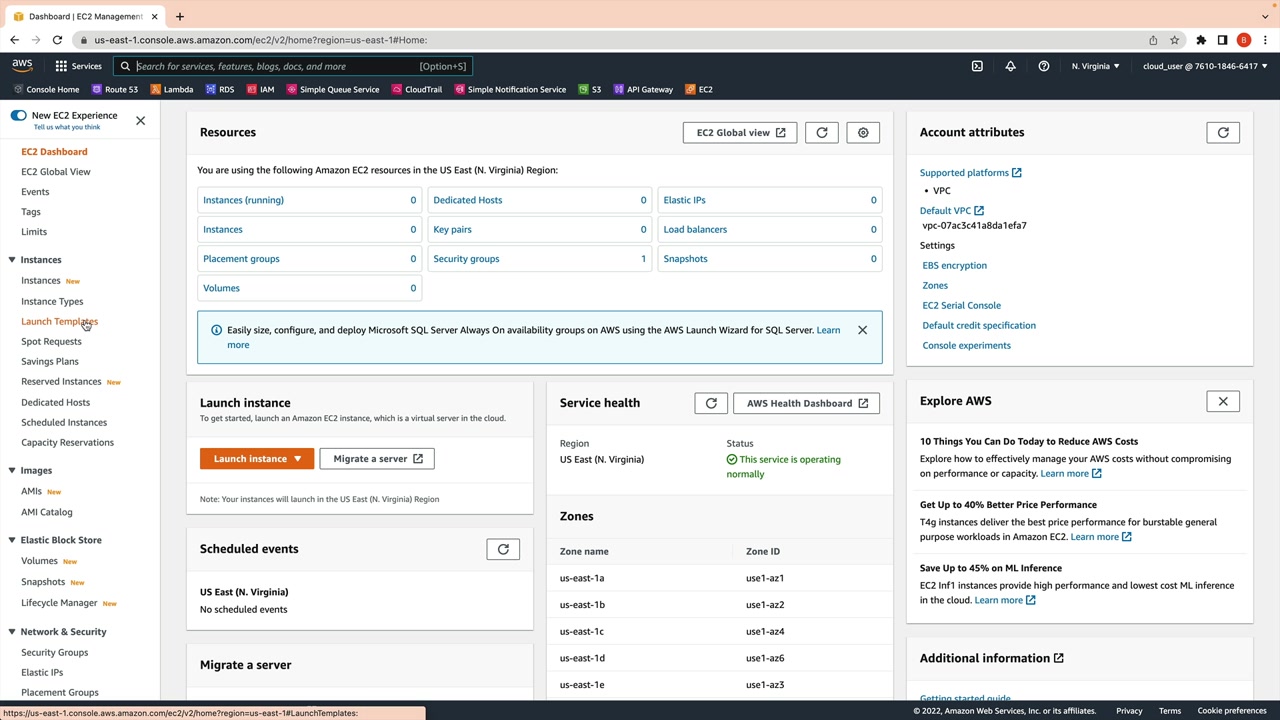 Dashboard | EC2 Management
us-east-1.console.aws.amazon.com/ec2/v2/home?region=us-east-1#Home:
B
aws
Services
Search for services, features, blogs, docs, and more
[Option+S]
N. Virginia
cloud_user @ 7610-1846-6417
Console Home
Route 53
Lambda
RDS
IAM
Simple Queue Service
CloudTrail
Simple Notification Service
S3
API Gateway
EC2
New EC2 Experience
Tell us what you think
EC2 Dashboard
EC2 Global View
Events
Tags
Limits
Instances
Instances New
Instance Types
Launch Templates
Spot Requests
Savings Plans
Reserved Instances New
Dedicated Hosts
Scheduled Instances
Capacity Reservations
Images
AMIs New
AMI Catalog
Elastic Block Store
Volumes New
Snapshots New
Lifecycle Manager New
Network & Security
Security Groups
Elastic IPs
Placement Groups
https://us-east-1.console.aws.amazon.com/ec2/v2/home?region=us-east-1#LaunchTemplates:
Resources
EC2 Global view
You are using the following Amazon EC2 resources in the US East (N. Virginia) Region:
Instances (running) 0
Dedicated Hosts 0
Elastic IPs 0
Instances 0
Key pairs 0
Load balancers 0
Placement groups 0
Security groups 1
Snapshots 0
Volumes 0
Easily size, configure, and deploy Microsoft SQL Server Always On availability groups on AWS using the AWS Launch Wizard for SQL Server. Learn
more
Launch instance
To get started, launch an Amazon EC2 instance, which is a virtual server in the cloud.
Launch instance
Migrate a server
Note: Your instances will launch in the US East (N. Virginia) Region
Scheduled events
US East (N. Virginia)
No scheduled events
Migrate a server
Service health
AWS Health Dashboard
Region
Status
US East (N. Virginia)
This service is operating
normally
Zones
Zone name
Zone ID
us-east-1a use1-az1
us-east-1b use1-az2
us-east-1c use1-az4
us-east-1d use1-az6
us-east-1e use1-az3
Account attributes
Supported platforms
• VPC
Default VPC
vpc-07ac3c41a8da1efa7
Settings
EBS encryption
Zones
EC2 Serial Console
Default credit specification
Console experiments
Explore AWS
10 Things You Can Do Today to Reduce AWS Costs
Explore how to effectively manage your AWS costs without compromising
on performance or capacity. Learn more
Get Up to 40% Better Price Performance
T4g instances deliver the best price performance for burstable general
purpose workloads in Amazon EC2. Learn more
Save Up to 45% on ML Inference
EC2 Inf1 instances provide high performance and lowest cost ML inference
in the cloud. Learn more
Additional information
Getting started guide
© 2022, Amazon Web Services, Inc. or its affiliates.
Privacy
Terms
Cookie preferences